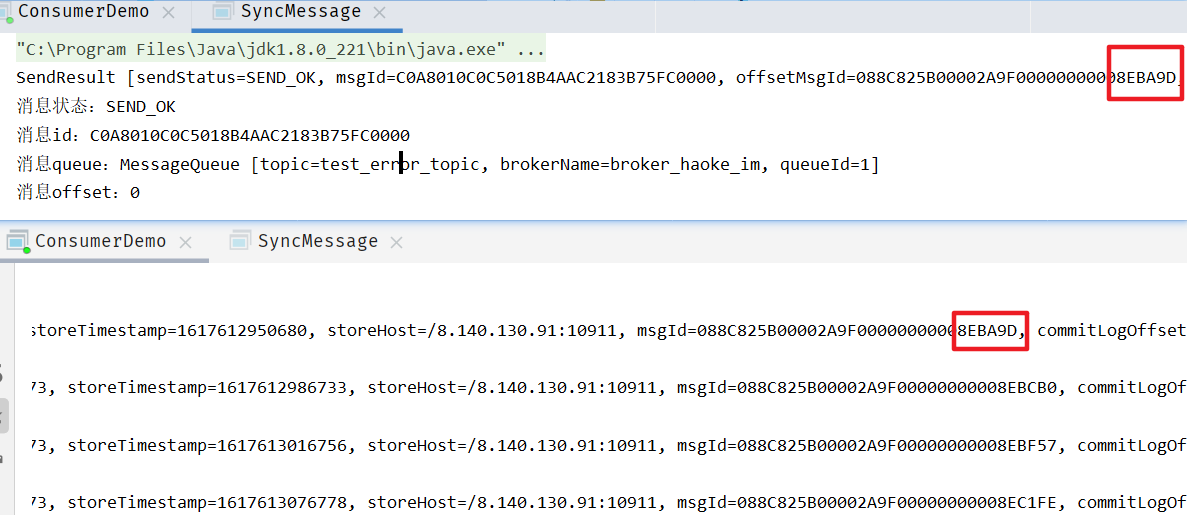 ConsumerDemo SyncMessage
"C:\Program Files\Java\jdk1.8.0_221\bin\java.exe" ...
SendResult [sendStatus=SEND_OK, msgId=C0A8010C0C5018B4AAC2183B75FC0000, offsetMsgId=088C825B00002A9F00000000008EBA9D,
消息状态：SEND_OK
消息id：C0A8010C0C5018B4AAC2183B75FC0000
消息queue：MessageQueue [topic=test_error_topic, brokerName=broker_haoke_im, queueId=1]
消息offset：0
ConsumerDemo SyncMessage
storeTimestamp=1617612950680, storeHost=/8.140.130.91:10911, msgId=088C825B00002A9F00000000008EBA9D, commitLogOffset
73, storeTimestamp=1617612986733, storeHost=/8.140.130.91:10911, msgId=088C825B00002A9F00000000008EBCB0, commitLogOf
73, storeTimestamp=1617613016756, storeHost=/8.140.130.91:10911, msgId=088C825B00002A9F00000000008EBF57, commitLogOf
73, storeTimestamp=1617613076778, storeHost=/8.140.130.91:10911, msgId=088C825B00002A9F00000000008EC1FE, commitLogOf